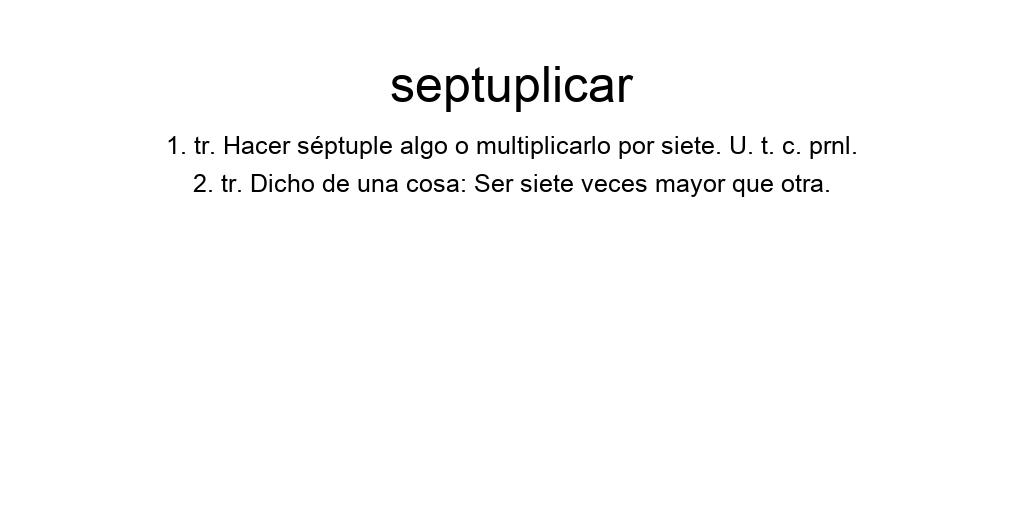 septuplicar
1. tr. Hacer séptuple algo o multiplicarlo por siete. U. t. c. prnl.
2. tr. Dicho de una cosa: Ser siete veces mayor que otra.